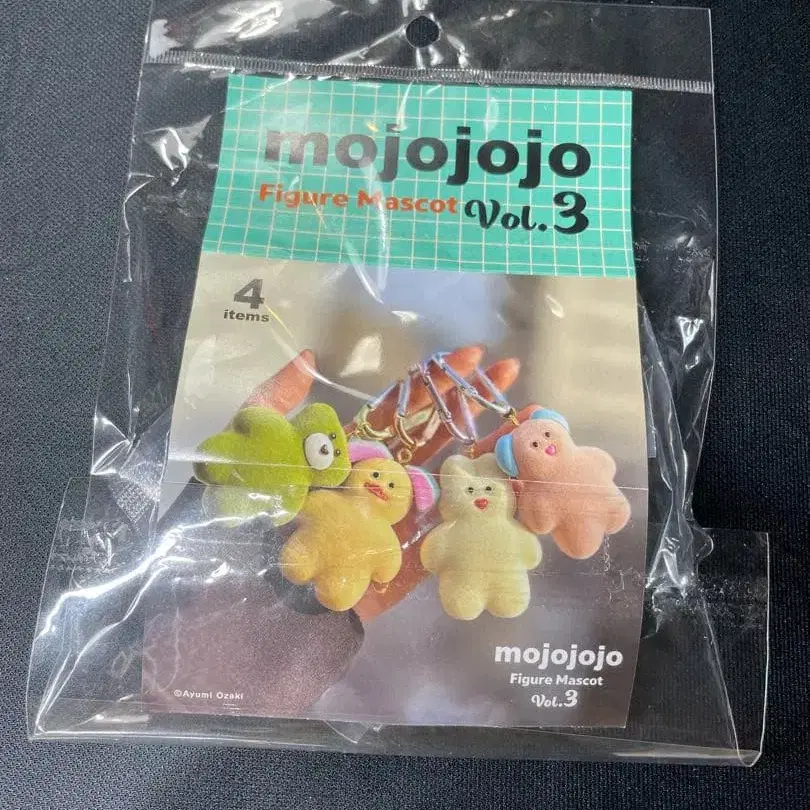 mojojojo
Figure Mascot Vol.3
4
items
©Ayumi Ozaki
mojojojo
Figure Mascot
Vol.3